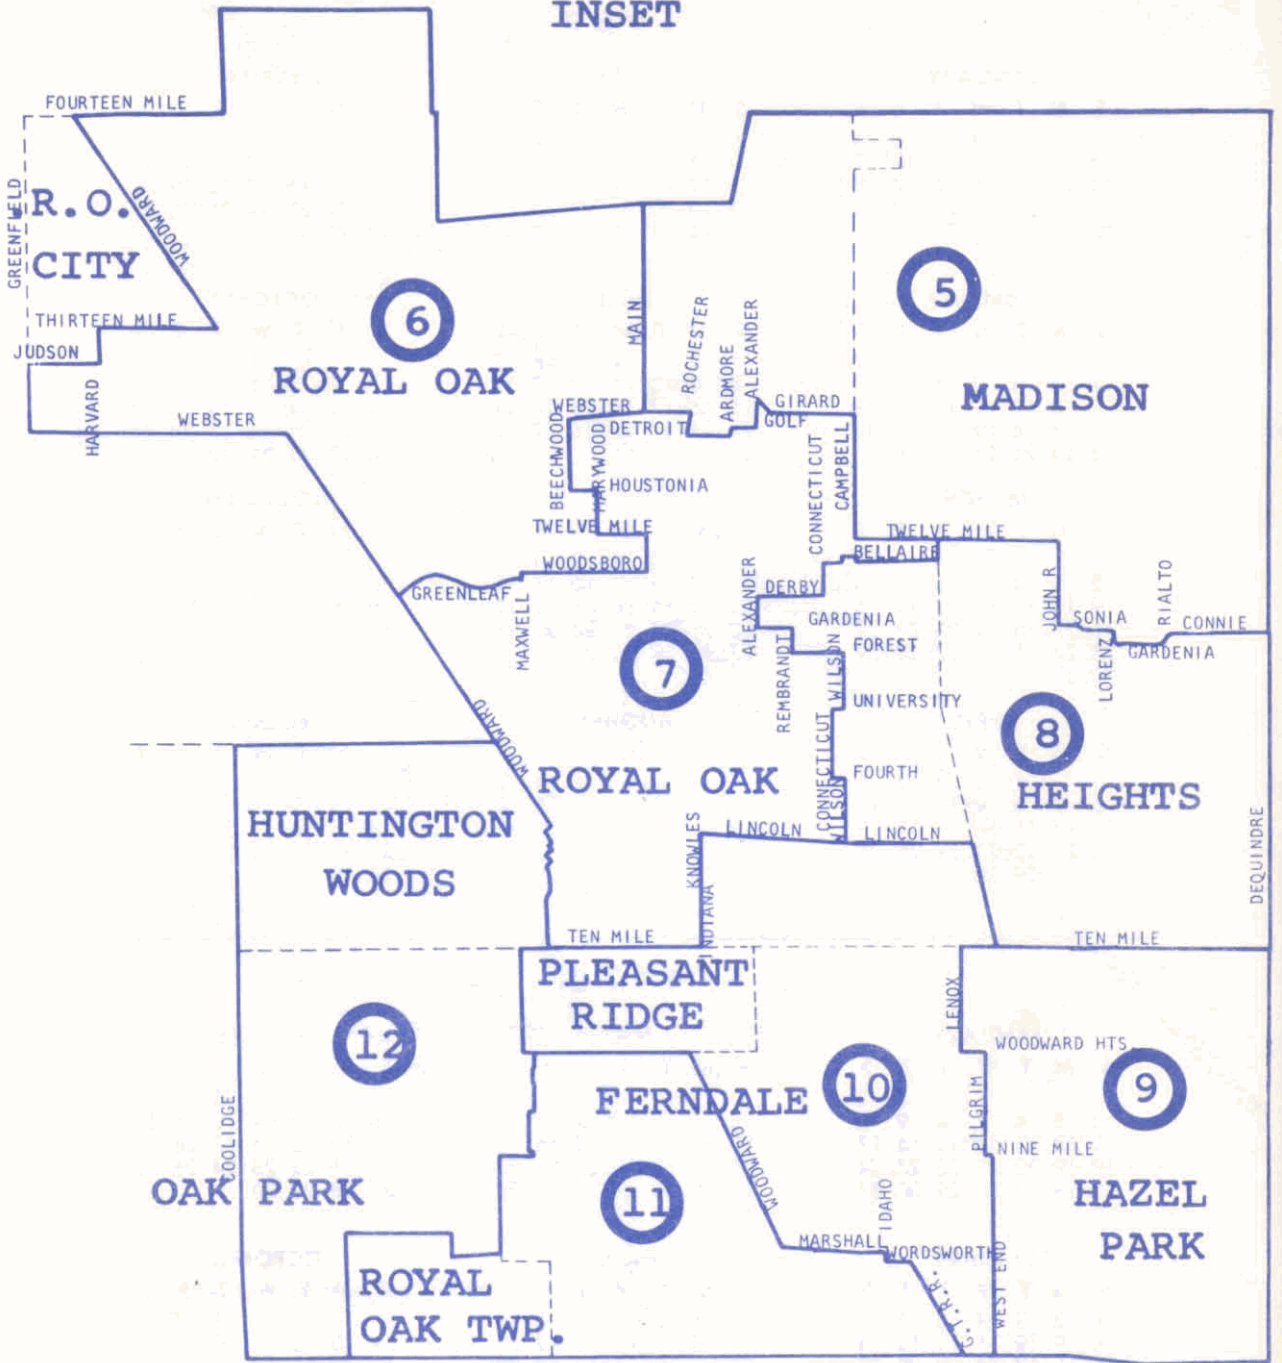 INSET
FOURTEEN MILE
GREENFIELD
R.O.
CITY
WOODWARD
THIRTEEN MILE
JUDSON
HARVARD
WEBSTER
6
ROYAL OAK
MAIN
ROCHESTER
ARDMORE
ALEXANDER
5
MADISON
WEBSTER
DETROIT
GIRARD
GOLF
BEECHWOOD
MARYWOOD
HOUSTONIA
CONNECTICUT
CAMPBELL
TWELVE MILE
WOODSBORO
TWELVE MILE
BELLAIRE
GREENLEAF
MAXWELL
ALEXANDER
DERBY
GARDENIA
JOHN R
SONIA
RIALTO
CONNIE
LORENZ
GARDENIA
7
REMBRANDT
WILSON
FOREST
UNIVERSITY
CONNECTICUT
FOURTH
WILSON
8
HEIGHTS
WOODWARD
ROYAL OAK
HUNTINGTON
WOODS
KNOWLES
LINCOLN
LINCOLN
INDIANA
DEQUINDRE
TEN MILE
TEN MILE
PLEASANT
RIDGE
LENOX
12
WOODWARD HTS.
FERNDALE
10
9
PILGRIM
COOLIDGE
WOODWARD
NINE MILE
OAK PARK
11
IDAHO
HAZEL
PARK
MARSHALL
WORDSWORTH
ROYAL
OAK TWP.
G.T.R.R.
WEST END